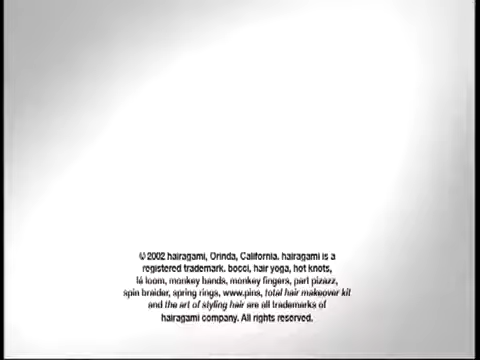 © 2002 hairagami, Orinda, California. hairagami is a
registered trademark. bocci, hair yoga, hot knots,
lé loom, monkey bands, monkey fingers, part pizazz,
spin braider, spring rings, www.pins, total hair makeover kit
and the art of styling hair are all trademarks of
hairagami company. All rights reserved.